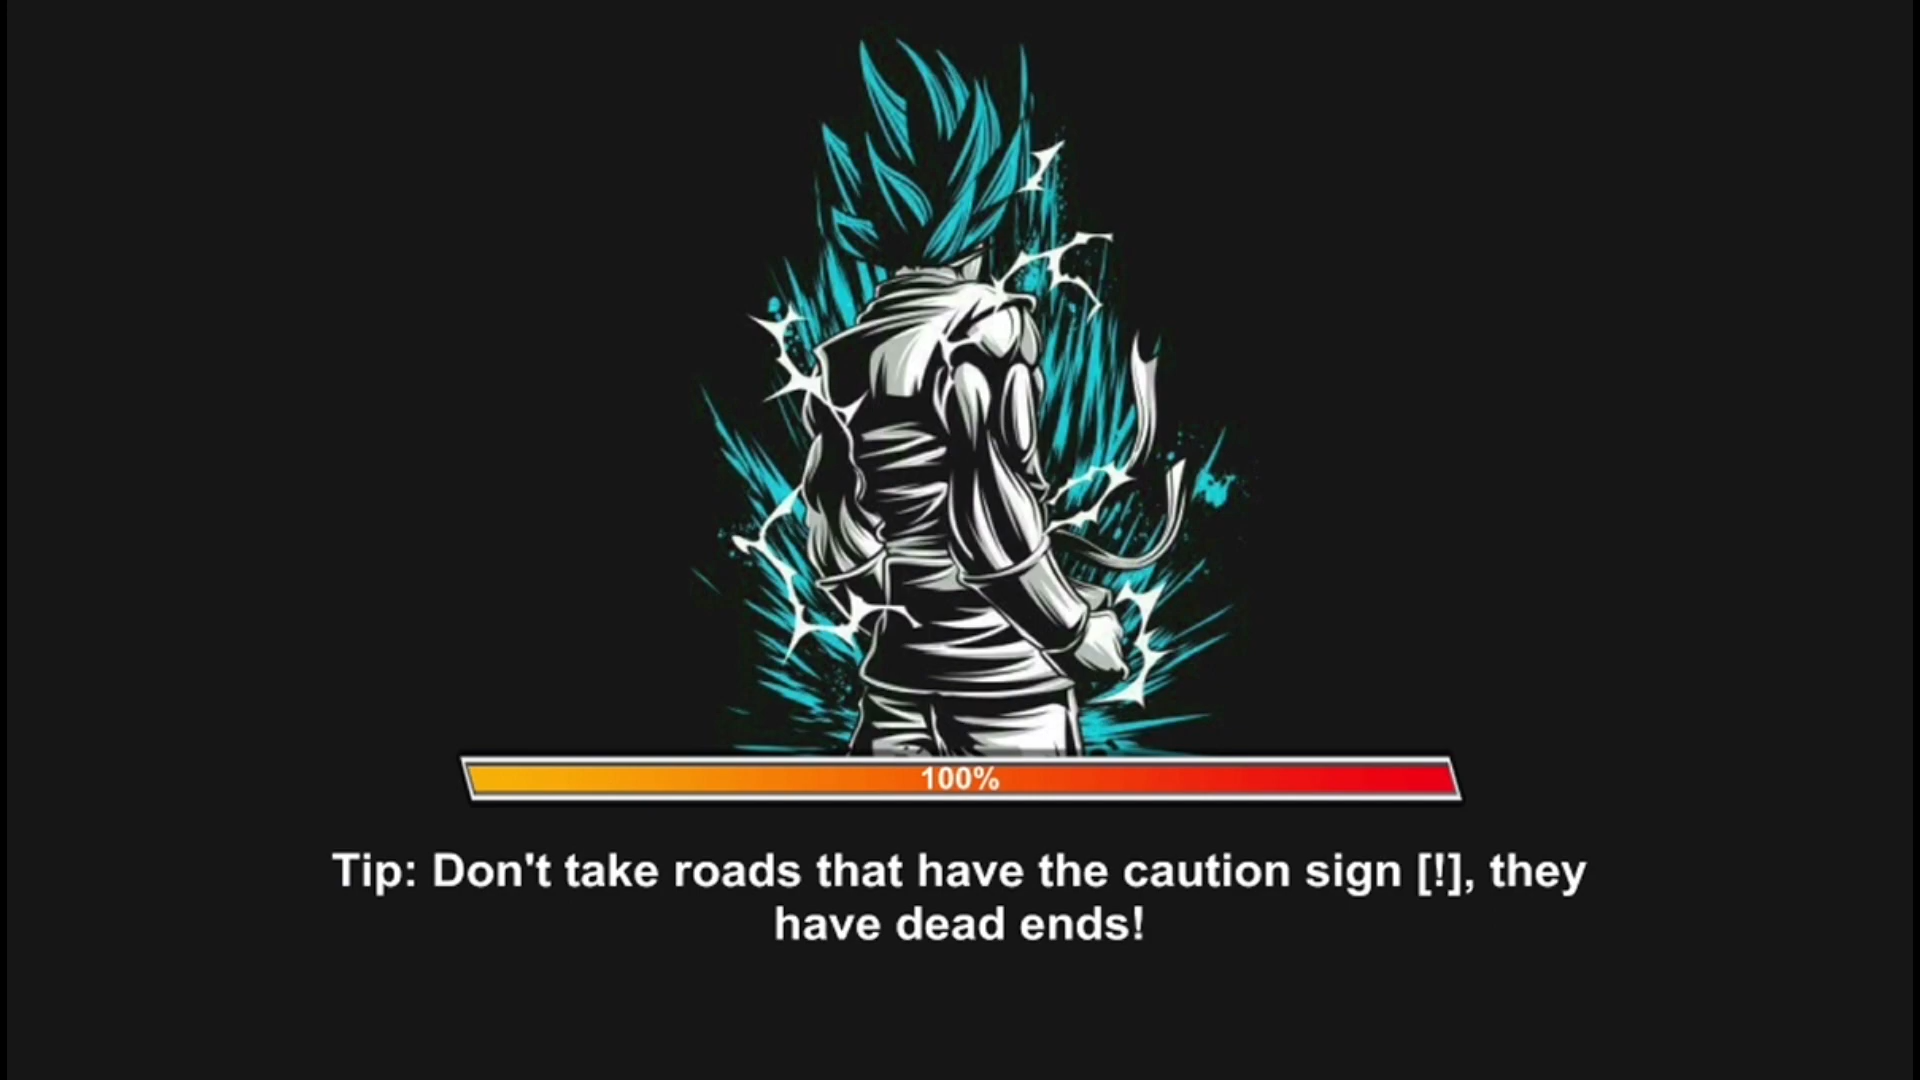 100%
Tip: Don't take roads that have the caution sign [!], they
have dead ends!